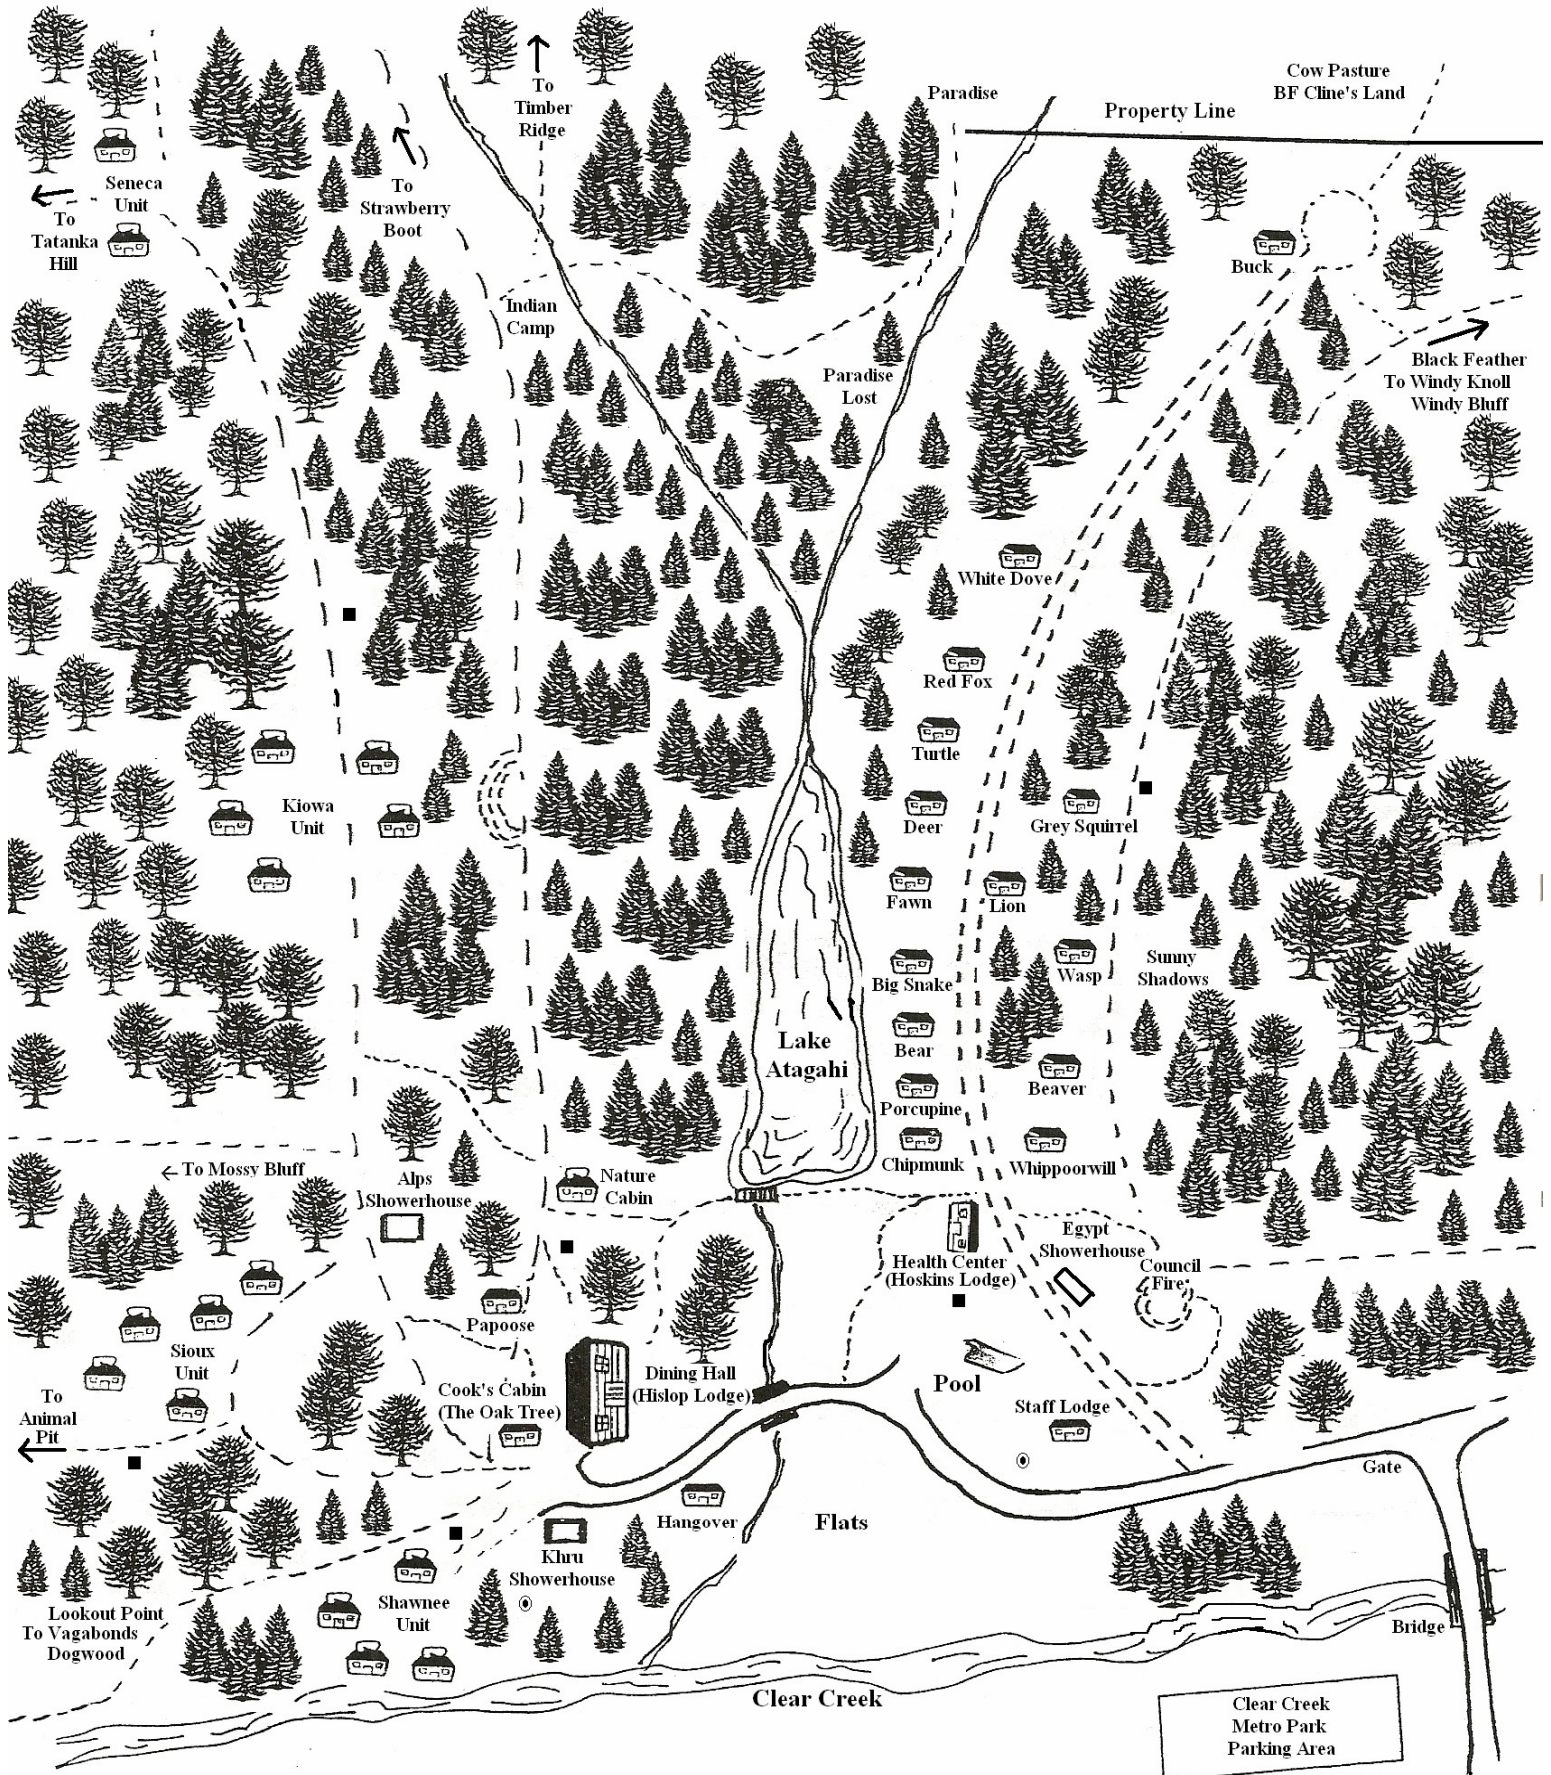 To
Timber
Ridge
Paradise
Cow Pasture
BF Cline's Land
Property Line
Seneca
Unit
To
Tatanka
Hill
To
Strawberry
Boot
Buck
Indian
Camp
Paradise
Lost
Black Feather
To Windy Knoll
Windy Bluff
White Dove
Red Fox
Turtle
Kiowa
Unit
Deer
Grey Squirrel
Fawn
Lion
Big Snake
Wasp
Sunny
Shadows
Lake
Atagahi
Bear
Beaver
Porcupine
Chipmunk
Whippoorwill
To Mossy Bluff
Alps
Showerhouse
Nature
Cabin
Egypt
Showerhouse
Health Center
(Hoskins Lodge)
Council
Fire
Papoose
Sioux
Unit
Dining Hall
(Hislop Lodge)
Pool
Cook's Cabin
(The Oak Tree)
To
Animal
Pit
Staff Lodge
Gate
Hangover
Flats
Khru
Showerhouse
Shawnee
Unit
Lookout Point
To Vagabonds
Dogwood
Bridge
Clear Creek
Clear Creek
Metro Park
Parking Area